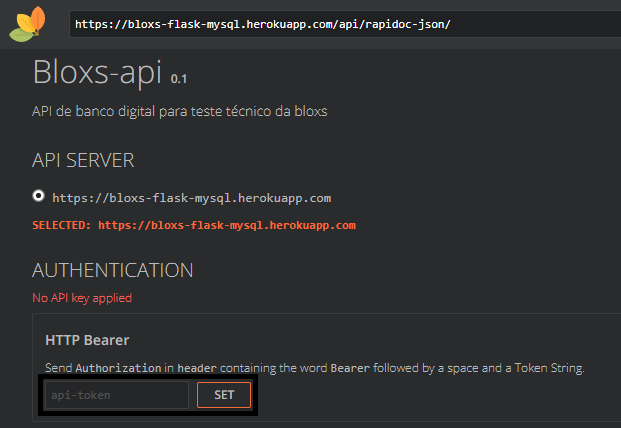 https://bloxs-flask-mysql.herokuapp.com/api/rapidoc-json/
Bloxs-api 0.1
API de banco digital para teste técnico da bloxs
API SERVER
https://bloxs-flask-mysql.herokuapp.com
SELECTED: https://bloxs-flask-mysql.herokuapp.com
AUTHENTICATION
No API key applied
HTTP Bearer
Send Authorization in header containing the word Bearer followed by a space and a Token String.
api-token SET